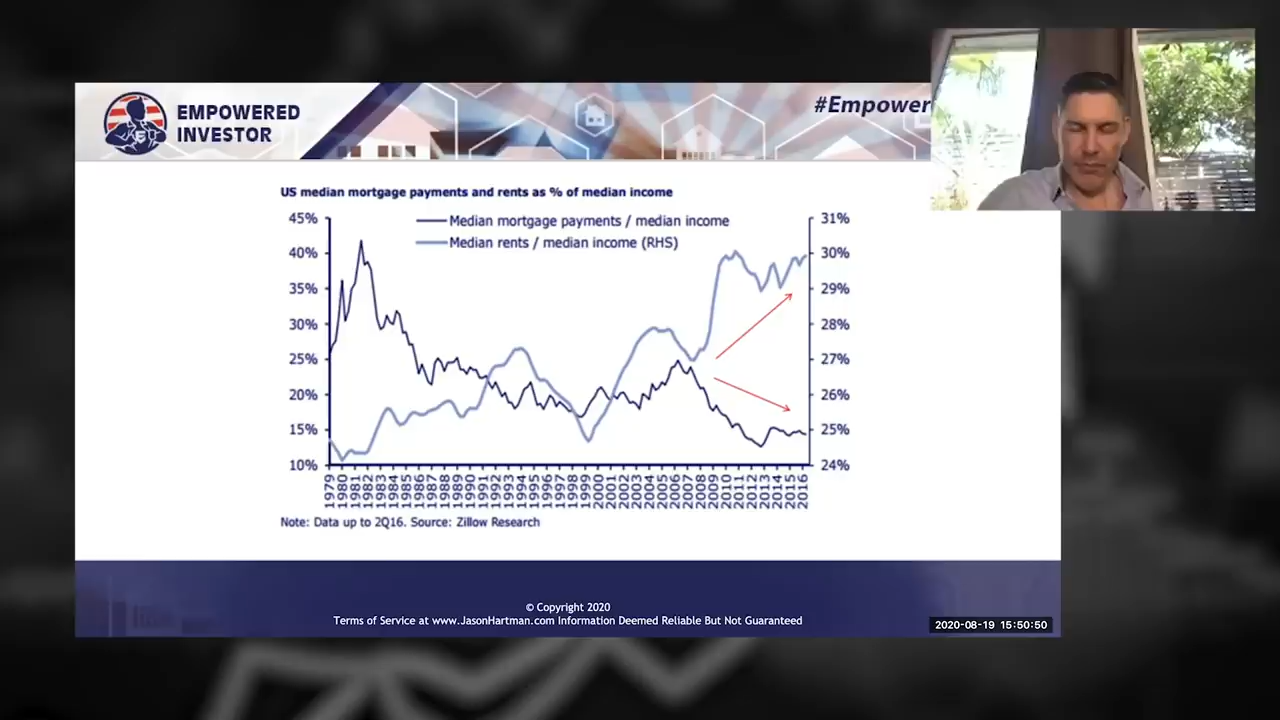 EMPOWERED
INVESTOR
#Empower
US median mortgage payments and rents as % of median income
Median mortgage payments / median income
Median rents / median income (RHS)
45%
40%
35%
30%
25%
20%
15%
10%
31%
30%
29%
28%
27%
26%
25%
24%
1979 1980 1981 1982 1983 1984 1985 1986 1987 1988 1989 1990 1991 1992 1993 1994 1995 1996 1997 1998 1999 2000 2001 2002 2003 2004 2005 2006 2007 2008 2009 2010 2011 2012 2013 2014 2015 2016
Note: Data up to 2Q16. Source: Zillow Research
© Copyright 2020
Terms of Service at www.JasonHartman.com Information Deemed Reliable But Not Guaranteed
2020-08-19 15:50:50